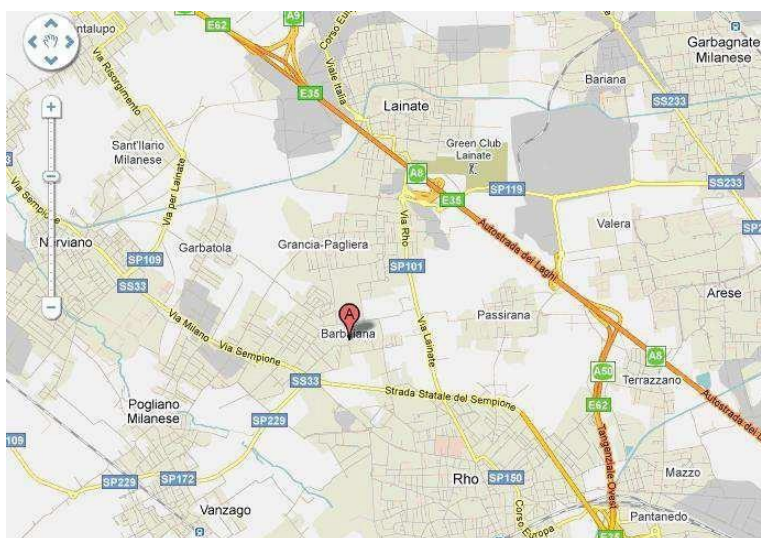 E62
A9
Corso Europa
Garbagnate
Milanese
Via Risorgimento
Viale Italia
Bariana
E35
Lainate
SS233
Sant'Ilario
Milanese
Green Club
Lainate
A8
SP119
SS233
E35
Via Sempione
Via per Lainate
Via Rho
Autostrada dei Laghi
Valera
Nerviano
Garbatola
Grancia-Pagliera
SP109
SP101
SS33
Arese
A
Barbaiana
Passirana
Via Milano
Via Sempione
Via Lainate
A8
A50
Terrazzano
SS33
Strada Statale del Sempione
E62
Pogliano
Milanese
SP229
Tangenziale Ovest
Mazzo
SP229
SP172
Rho
SP150
Vanzago
Corso Europa
Pantanedo